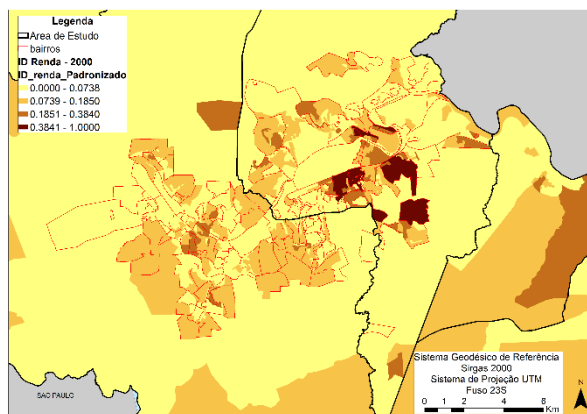 Legenda
Area de Estudo
bairros
ID Renda - 2000
ID_renda_Padronizado
0.0000 - 0.0738
0.0739 - 0.1850
0.1851 - 0.3840
0.3841 - 1.0000
SAO PAULO
Sistema Geodésico de Referência
Sirgas 2000
Sistema de Projeção UTM
Fuso 23S
N
0 1 2 4 6
Km